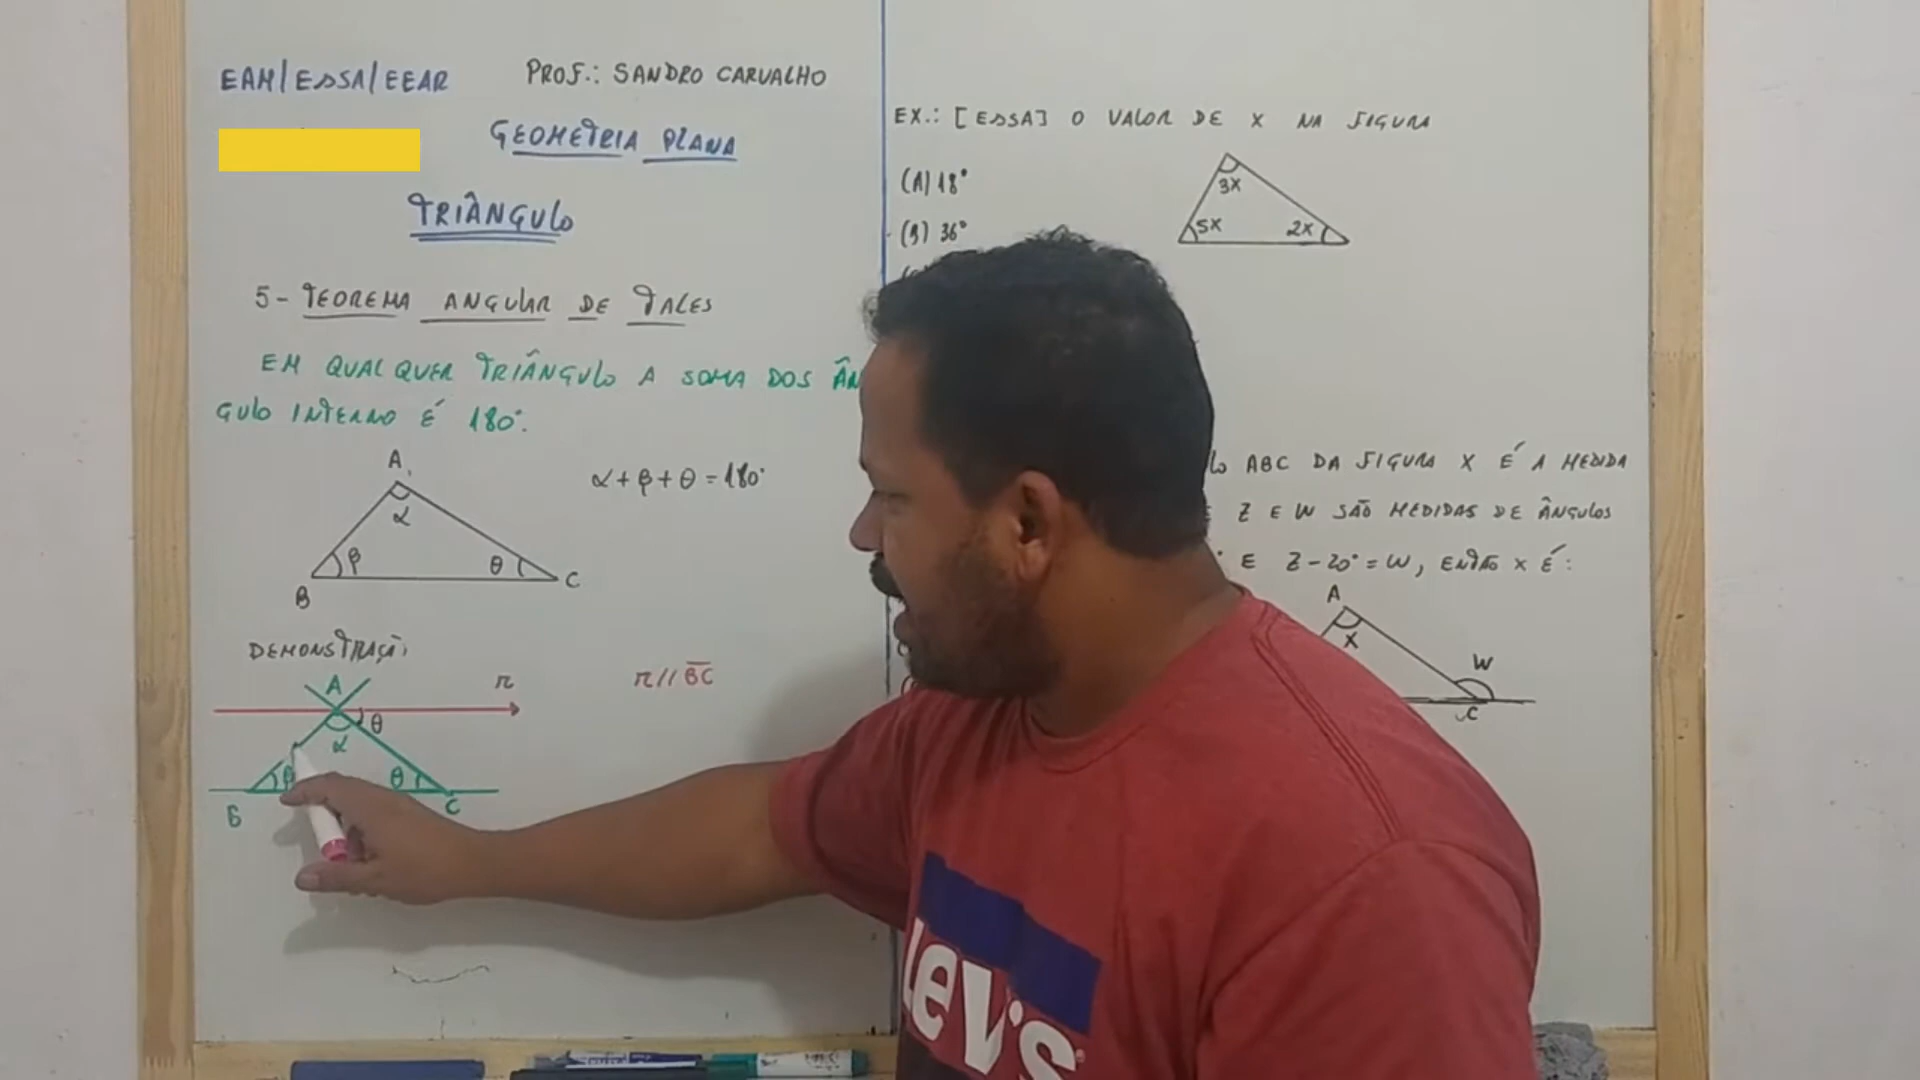 EAM/ESSA/EEAR
PROF.: SANDRO CARVALHO
GEOMETRIA PLANA
TRIÂNGULO
5- TEOREMA ANGULAR DE TALES
EM QUALQUER TRIÂNGULO A SOMA DOS ÂN
GULO INTERNO É 180°.
A
α
β
θ
B
C
α+β+θ=180°
DEMONSTRAÇÃ
A
r
r // BC
θ
α
θ
B
C
EX.: [ESSA] O VALOR DE X NA FIGURA
(A) 18°
(B) 36°
3X
5X
2X
ABC DA FIGURA X É A MEDIDA
Z E W SÃO MEDIDAS DE ÂNGULOS
E Z-20°=W, ENTÃO X É:
A
X
W
C
Levi's